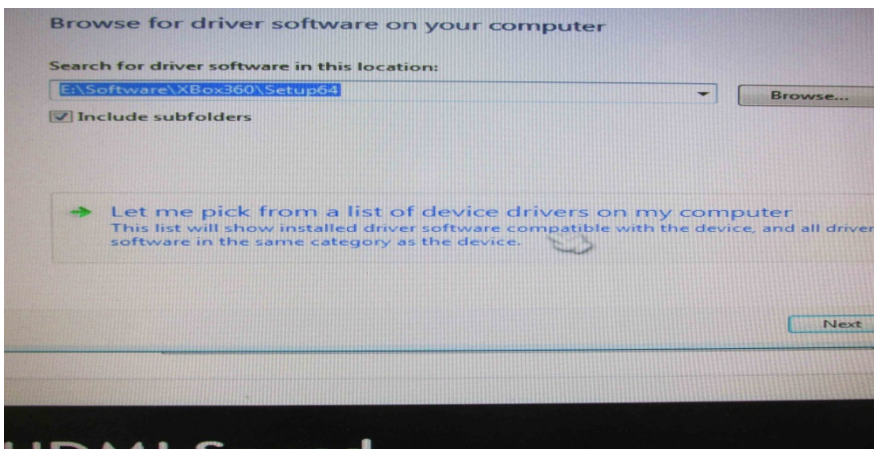 Browse for driver software on your computer
Search for driver software in this location:
E:\Software\XBox360\Setup64
Browse...
Include subfolders
Let me pick from a list of device drivers on my computer
This list will show installed driver software compatible with the device, and all driver
software in the same category as the device.
Next